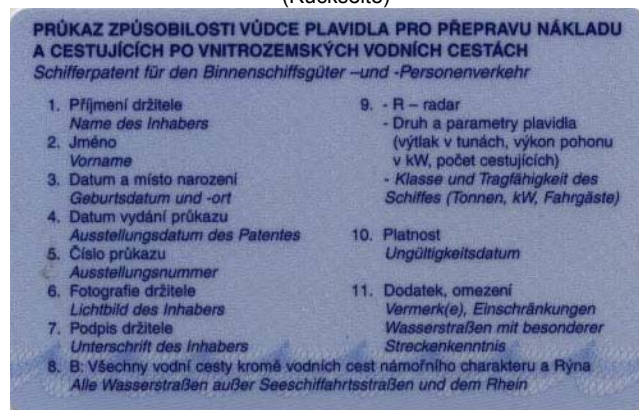 (Rückseite)
PRŮKAZ ZPŮSOBILOSTI VŮDCE PLAVIDLA PRO PŘEPRAVU NÁKLADU
A CESTUJÍCÍCH PO VNITROZEMSKÝCH VODNÍCH CESTÁCH
Schifferpatent für den Binnenschiffsgüter –und -Personenverkehr
1. Příjmení držitele
Name des Inhabers
2. Jméno
Vorname
3. Datum a místo narození
Geburtsdatum und -ort
4. Datum vydání průkazu
Ausstellungsdatum des Patentes
5. Číslo průkazu
Ausstellungsnummer
6. Fotografie držitele
Lichtbild des Inhabers
7. Podpis držitele
Unterschrift des Inhabers
8. B: Všechny vodní cesty kromě vodních cest námořního charakteru a Rýna
Alle Wasserstraßen außer Seeschiffahrtsstraßen und dem Rhein
9. - R – radar
- Druh a parametry plavidla
(výtlak v tunách, výkon pohonu
v kW, počet cestujících)
- Klasse und Tragfähigkeit des
Schiffes (Tonnen, kW, Fahrgäste)
10. Platnost
Ungültigkeitsdatum
11. Dodatek, omezení
Vermerk(e), Einschränkungen
Wasserstraßen mit besonderer
Streckenkenntnis